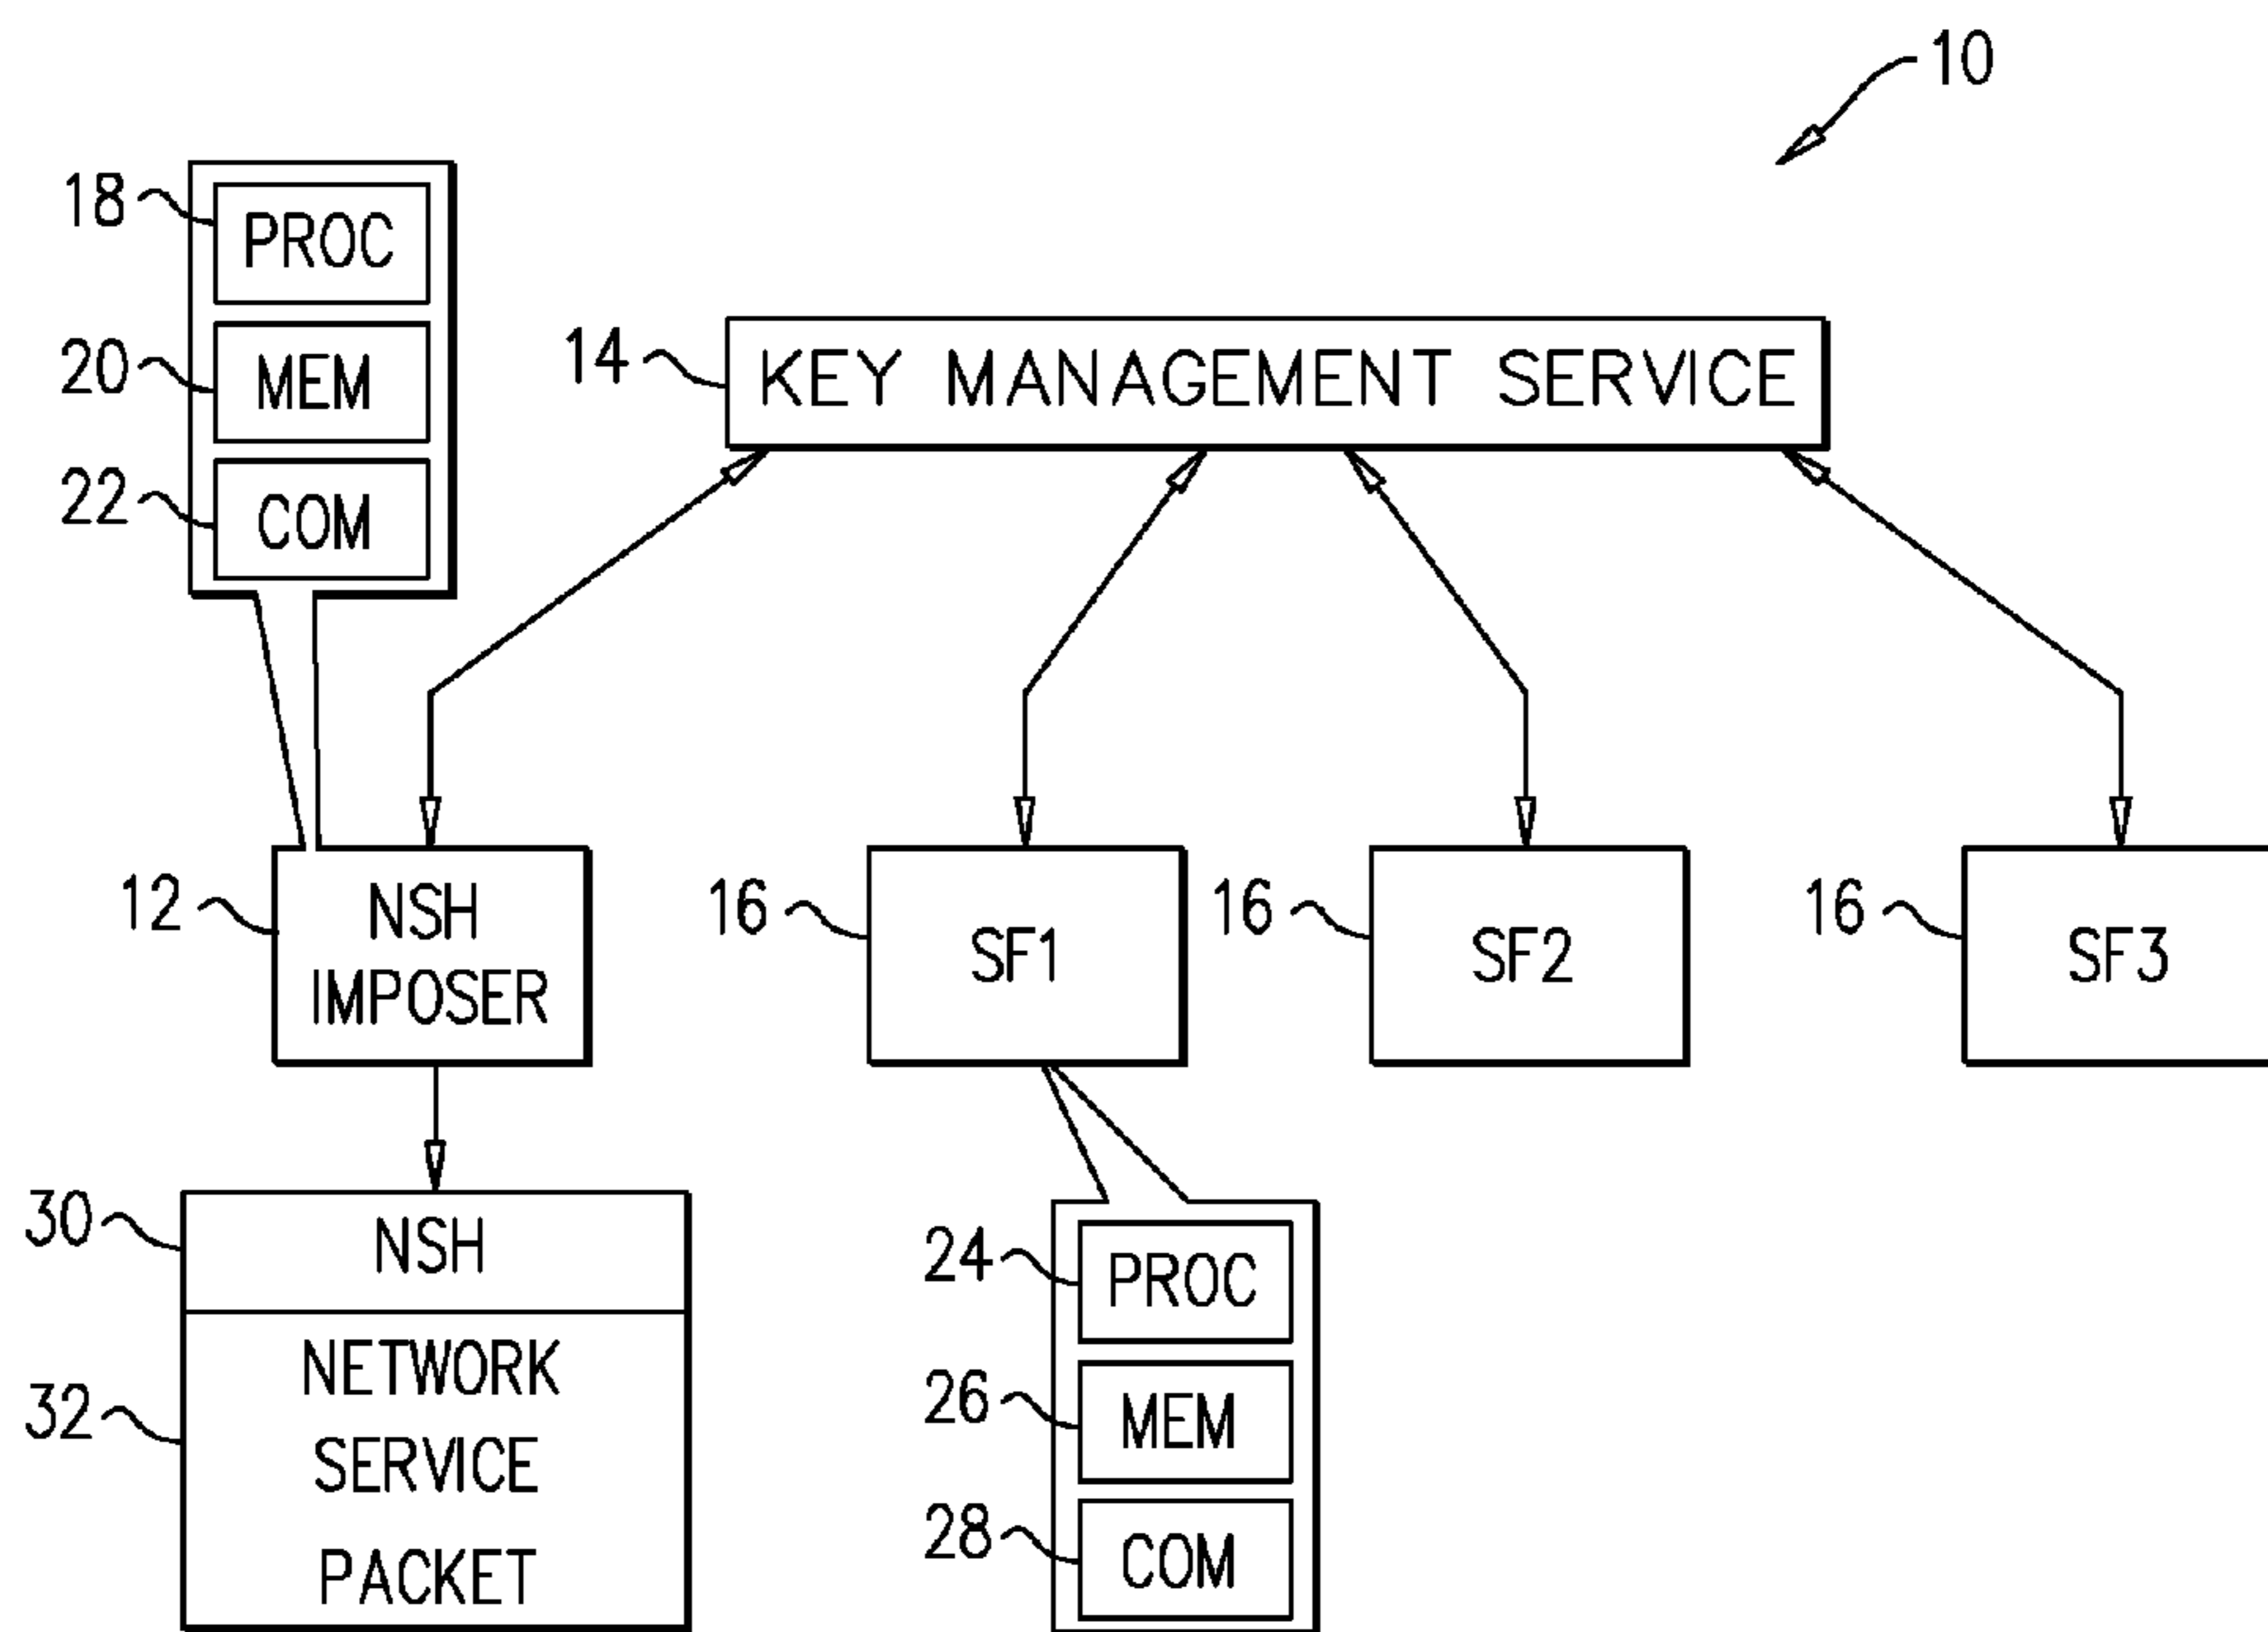 10
18 PROC
20 MEM
22 COM
14 KEY MANAGEMENT SERVICE
12 NSH
IMPOSER
16 SF1
16 SF2
16 SF3
30 NSH
32 NETWORK
SERVICE
PACKET
24 PROC
26 MEM
28 COM